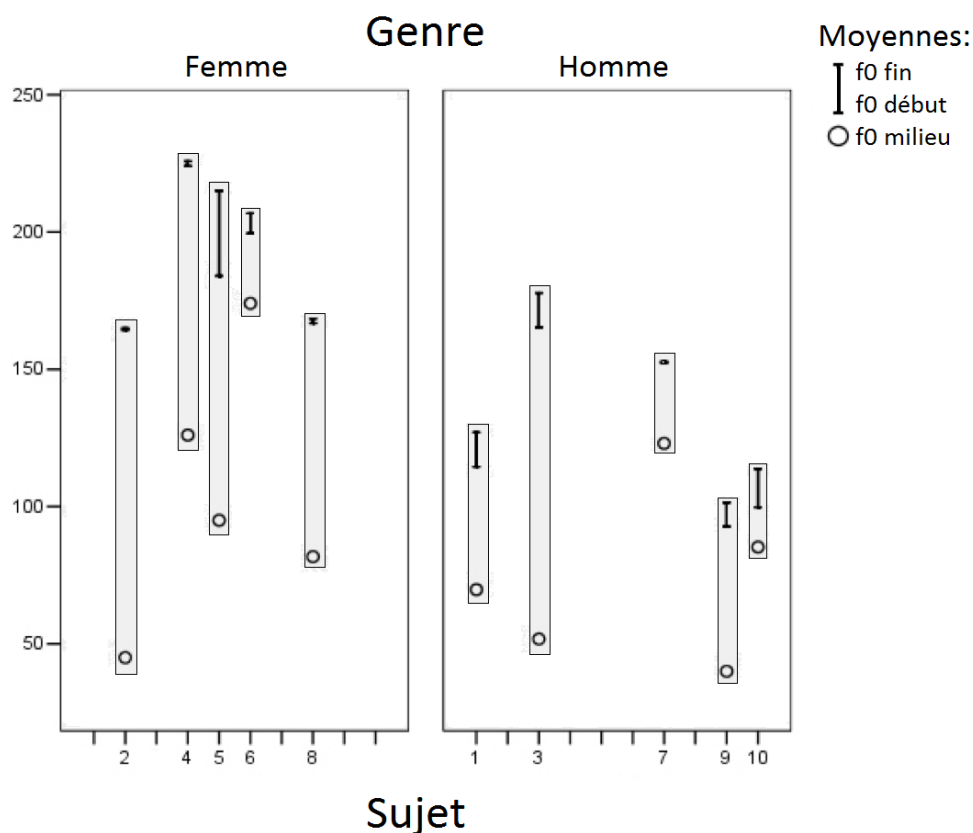 Genre
Femme
Homme
Moyennes:
f0 fin
f0 début
f0 milieu
250
200
150
100
50
2 4 5 6 8
1 3 7 9 10
Sujet